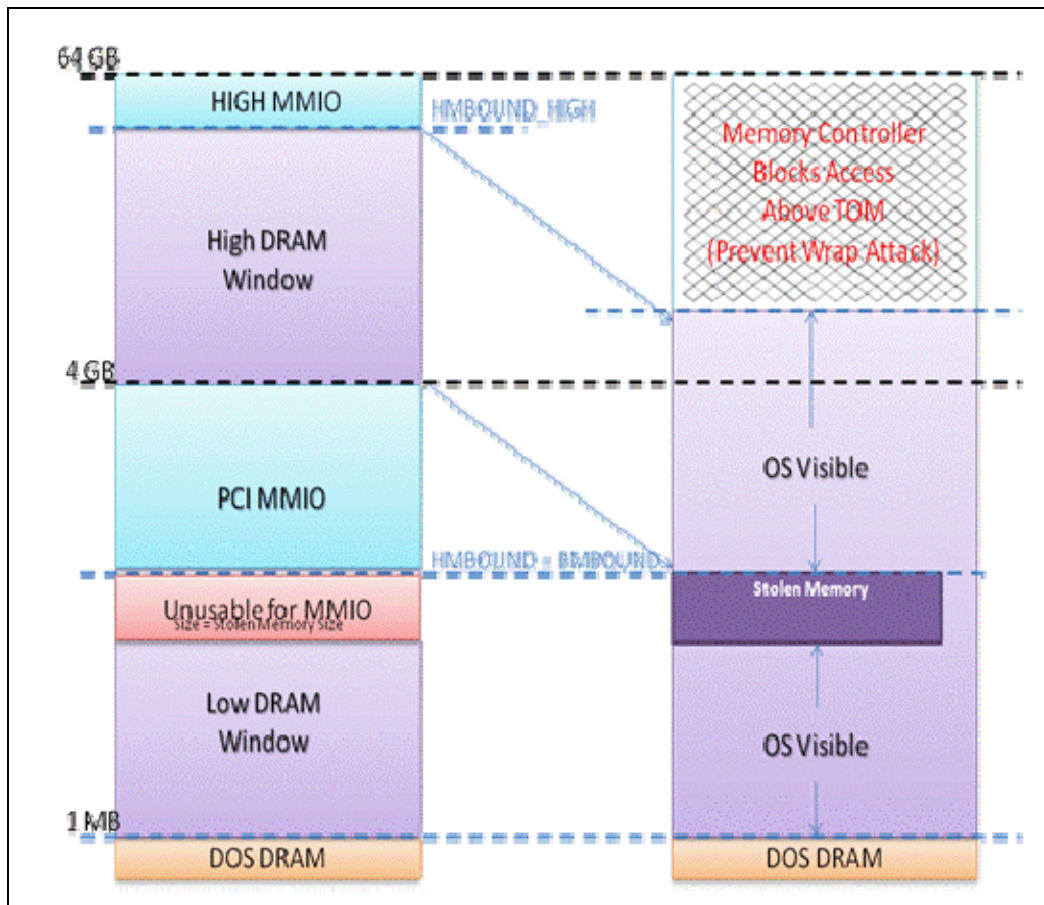 64 GB
HIGH MMIO
HMBOUND_HIGH
High DRAM
Window
4 GB
PCI MMIO
HMBOUND - BMBOUND
Unusable for MMIO
Size = Stolen Memory Size
Low DRAM
Window
1 MB
DOS DRAM
Memory Controller
Blocks Access
Above TOM
(Prevent Wrap Attack)
OS Visible
Stolen Memory
OS Visible
DOS DRAM